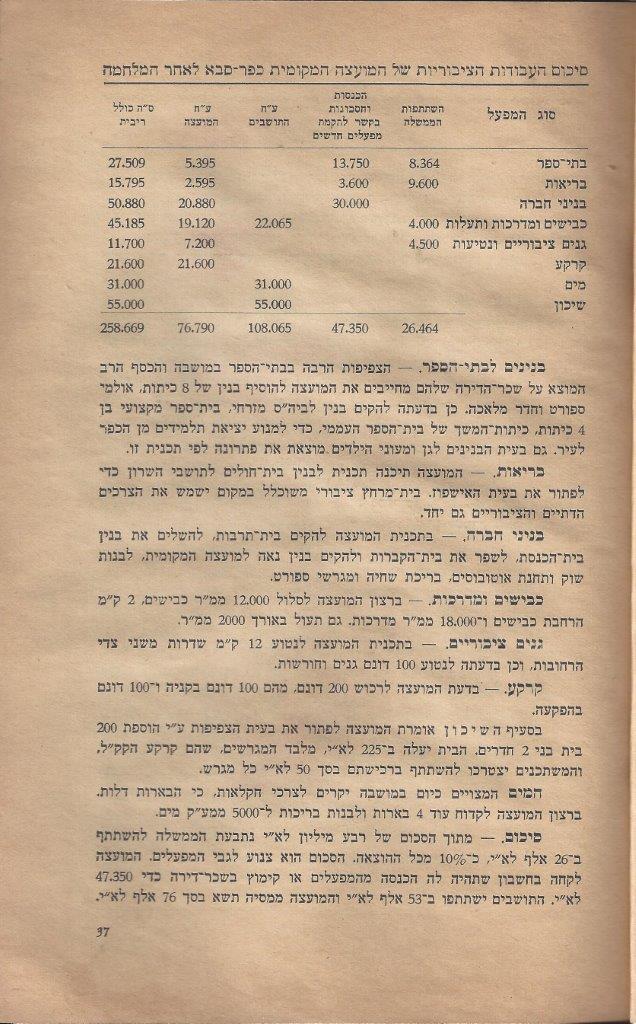 סיכום העבודות הציבוריות של המועצה המקומית כפר־סבא לאחר המלחמה
סוג המפעל השתתפות הממשלה הכנסות וחסכונות בקשר להקמת מפעלים חדשים ע״ח התושבים ע״ח המועצה ס״ה כולל ריבית
בתי־ספר 8.364 13.750 5.395 27.509
בריאות 9.600 3.600 2.595 15.795
בניני חברה 30.000 20.880 50.880
כבישים ומדרכות ותעלות 4.000 22.065 19.120 45.185
גנים ציבוריים ונטיעות 4.500 7.200 11.700
קרקע 21.600 21.600
מים 31.000 31.000
שיכון 55.000 55.000
26.464 47.350 108.065 76.790 258.669
בנינים לבתי־הספר. — הצפיפות הרבה בבתי־הספר במושבה והכסף הרב
המוצא על שכר־הדירה שלהם מחייבים את המועצה להוסיף בנין של 8 כיתות, אולמי
ספורט וחדר מלאכה. כן בדעתה להקים בנין לביה״ס מזרחי, בית־ספר מקצועי בן
4 כיתות, כיתות־המשך של בית־הספר העממי, כדי למנוע יציאת תלמידים מן הכפר
לעיר. גם בעית הבנינים לגן ומעוני הילדים מוצאת את פתרונה לפי תכנית זו.
בריאות. — המועצה תיכנה תכנית לבנין בית־חולים לתושבי השרון כדי
לפתור את בעית האישפוז. בית־מרחץ ציבורי משוכלל במקום ישמש את הצרכים
הדתיים והציבוריים גם יחד.
בניני חברה. — בתכנית המועצה להקים בית־תרבות, להשלים את בנין
בית־הכנסת, לשפר את בית־הקברות ולהקים בנין נאה למועצה המקומית, לבנות
שוק ותחנת אוטובוסים, בריכת שחיה ומגרשי ספורט.
כבישים ומדרכות. — ברצון המועצה לסלול 12.000 ממ״ר כבישים, 2 ק״מ
הרחבת כבישים ו־18.000 ממ״ר מדרכות. גם תעול באורך 2000 ממ״ר.
גנים ציבוריים. — בתכנית המועצה לנטוע 12 ק״מ שדרות משני צדי
הרחובות, וכן בדעתה לנטוע 100 דונם גנים וחורשות.
קרקע. — בדעת המועצה לרכוש 200 דונם, מהם 100 דונם בקניה ו־100 דונם
בהפקעה.
בסעיף השיכון אומרת המועצה לפתור את בעית הצפיפות ע״י הוספת 200
בית בני 2 חדרים. הבית יעלה ב־225 לא״י, מלבד המגרשים, שהם קרקע הקק״ל,
והמשתכנים יצטרכו להשתתף ברכישתם בסך 50 לא״י כל מגרש.
המים המצויים כיום במושבה יקרים לצרכי חקלאות, כי הבארות דלות.
ברצון המועצה לקדוח עוד 4 בארות ולבנות בריכות ל־5000 ממע״ק מים.
סיכום. — מתוך הסכום של רבע מיליון לא״י נתבעת הממשלה להשתתף
ב־26 אלף לא״י, כ־10% מכל ההוצאה. הסכום הוא צנוע לגבי המפעלים. המועצה
לקחה בחשבון שתהיה לה הכנסה מהמפעלים או קימוץ בשכר־דירה כדי 47.350
לא״י. התושבים ישתתפו ב־53 אלף לא״י והמועצה ממסיה תשא בסך 76 אלף לא״י.
37